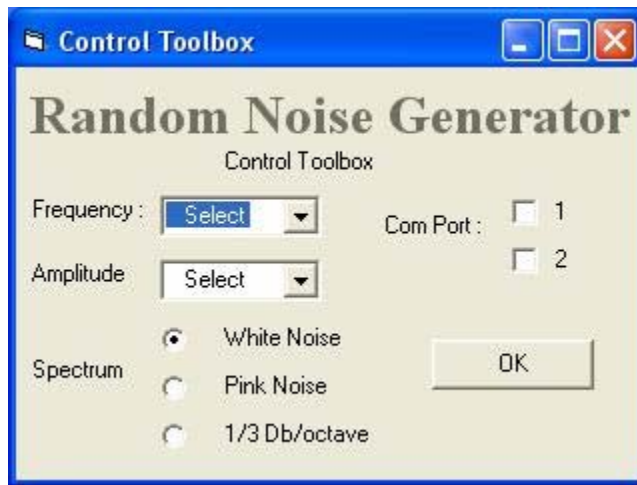 Control Toolbox
Random Noise Generator
Control Toolbox
Frequency : Select
Com Port : 1
2
Amplitude Select
Spectrum
White Noise
Pink Noise
1/3 Db/octave
OK